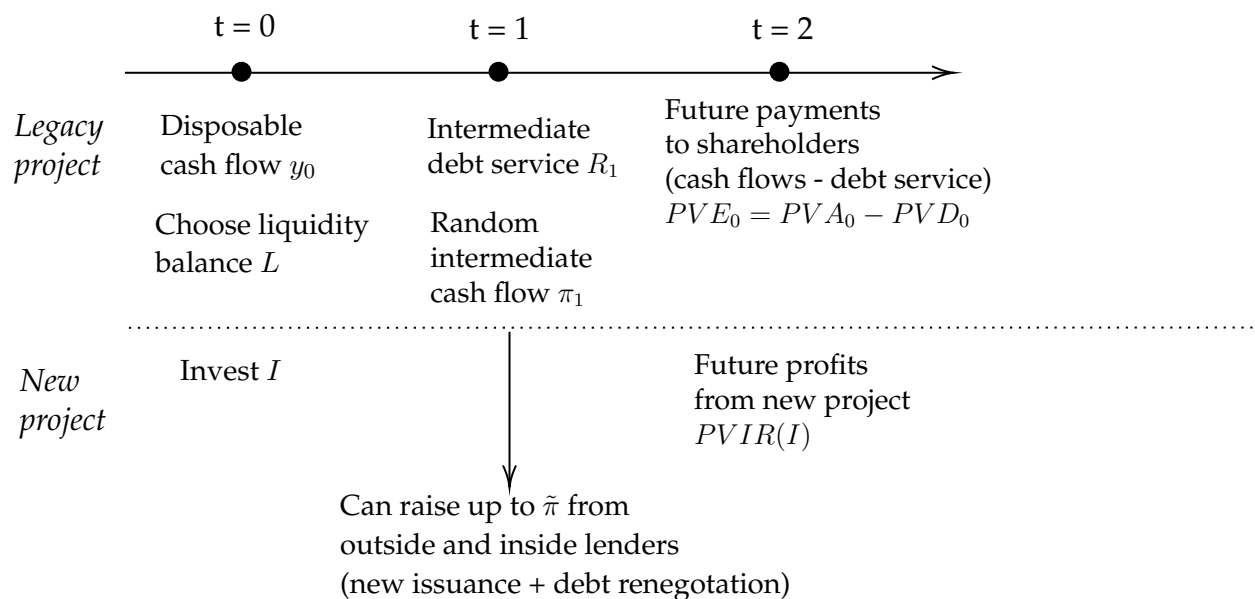 t = 0
t = 1
t = 2
Legacy
project
Disposable
cash flow y₀
Choose liquidity
balance L
Intermediate
debt service R₁
Random
intermediate
cash flow π₁
Future payments
to shareholders
(cash flows - debt service)
PVE₀ = PVA₀ − PVD₀
New
project
Invest I
Future profits
from new project
PVIR(I)
Can raise up to π̃ from
outside and inside lenders
(new issuance + debt renegotation)